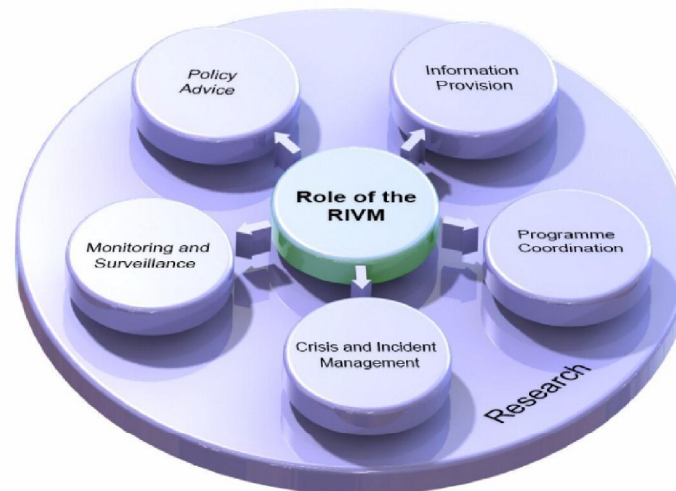 Policy
Advice
Information
Provision
Role of the
RIVM
Monitoring and
Surveillance
Programme
Coordination
Crisis and Incident
Management
Research